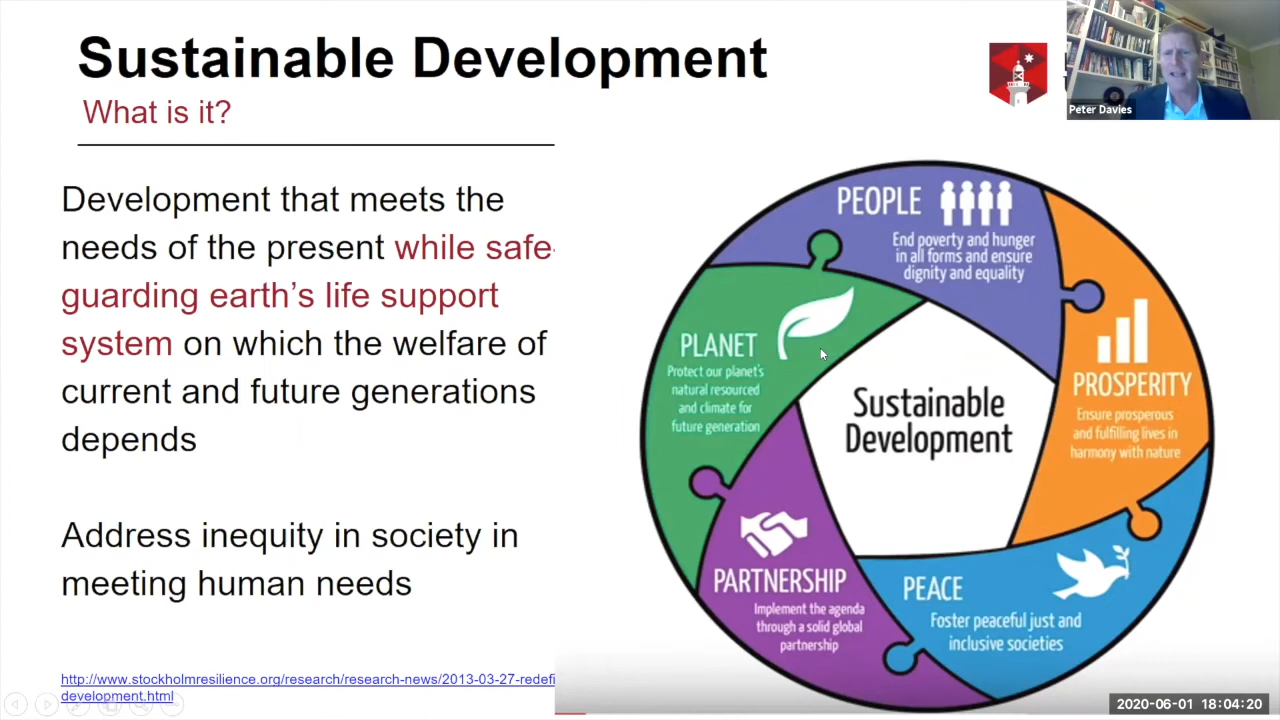 Sustainable Development
What is it?
Peter Davies
Development that meets the
needs of the present while safe-
guarding earth's life support
system on which the welfare of
current and future generations
depends
Address inequity in society in
meeting human needs
http://www.stockholmresilience.org/research/research-news/2013-03-27-redefi
development.html
PEOPLE
End poverty and hunger
in all forms and ensure
dignity and equality
PROSPERITY
Ensure prosperous
and fulfilling lives in
harmony with nature
PEACE
Foster peaceful just and
inclusive societies
PARTNERSHIP
Implement the agenda
through a solid global
partnership
PLANET
Protect our planet's
natural resourced
and climate for
future generation
Sustainable
Development
2020-06-01 18:04:20